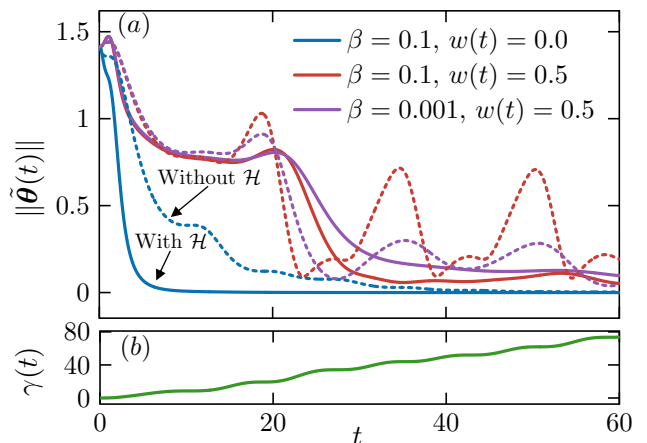 (a)
β = 0.1, w(t) = 0.0
β = 0.1, w(t) = 0.5
β = 0.001, w(t) = 0.5
1.5
1
0.5
0
‖θ̃(t)‖
Without ℋ
With ℋ
(b)
80
40
0
γ(t)
0 20 40 60
t